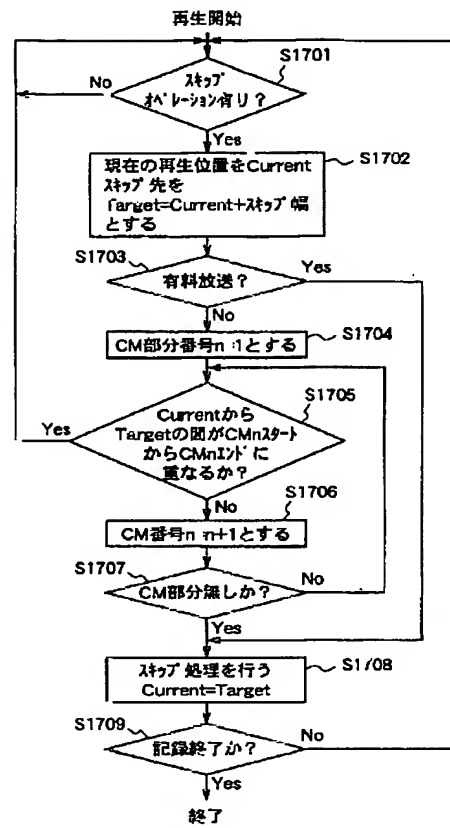 再生開始
S1701
No
スキップ
オペレーション有り？
Yes
S1702
現在の再生位置をCurrent
スキップ先を
Target=Current+スキップ幅
とする
S1703
有料放送？
Yes
No
S1704
CM部分番号n:1とする
S1705
Yes
Currentから
Targetの間がCMnスタート
からCMnエンドに
重なるか？
No
S1706
CM番号n:n+1とする
S1707
No
CM部分無しか？
Yes
S1708
スキップ処理を行う
Current=Target
S1709
No
記録終了か？
Yes
終了